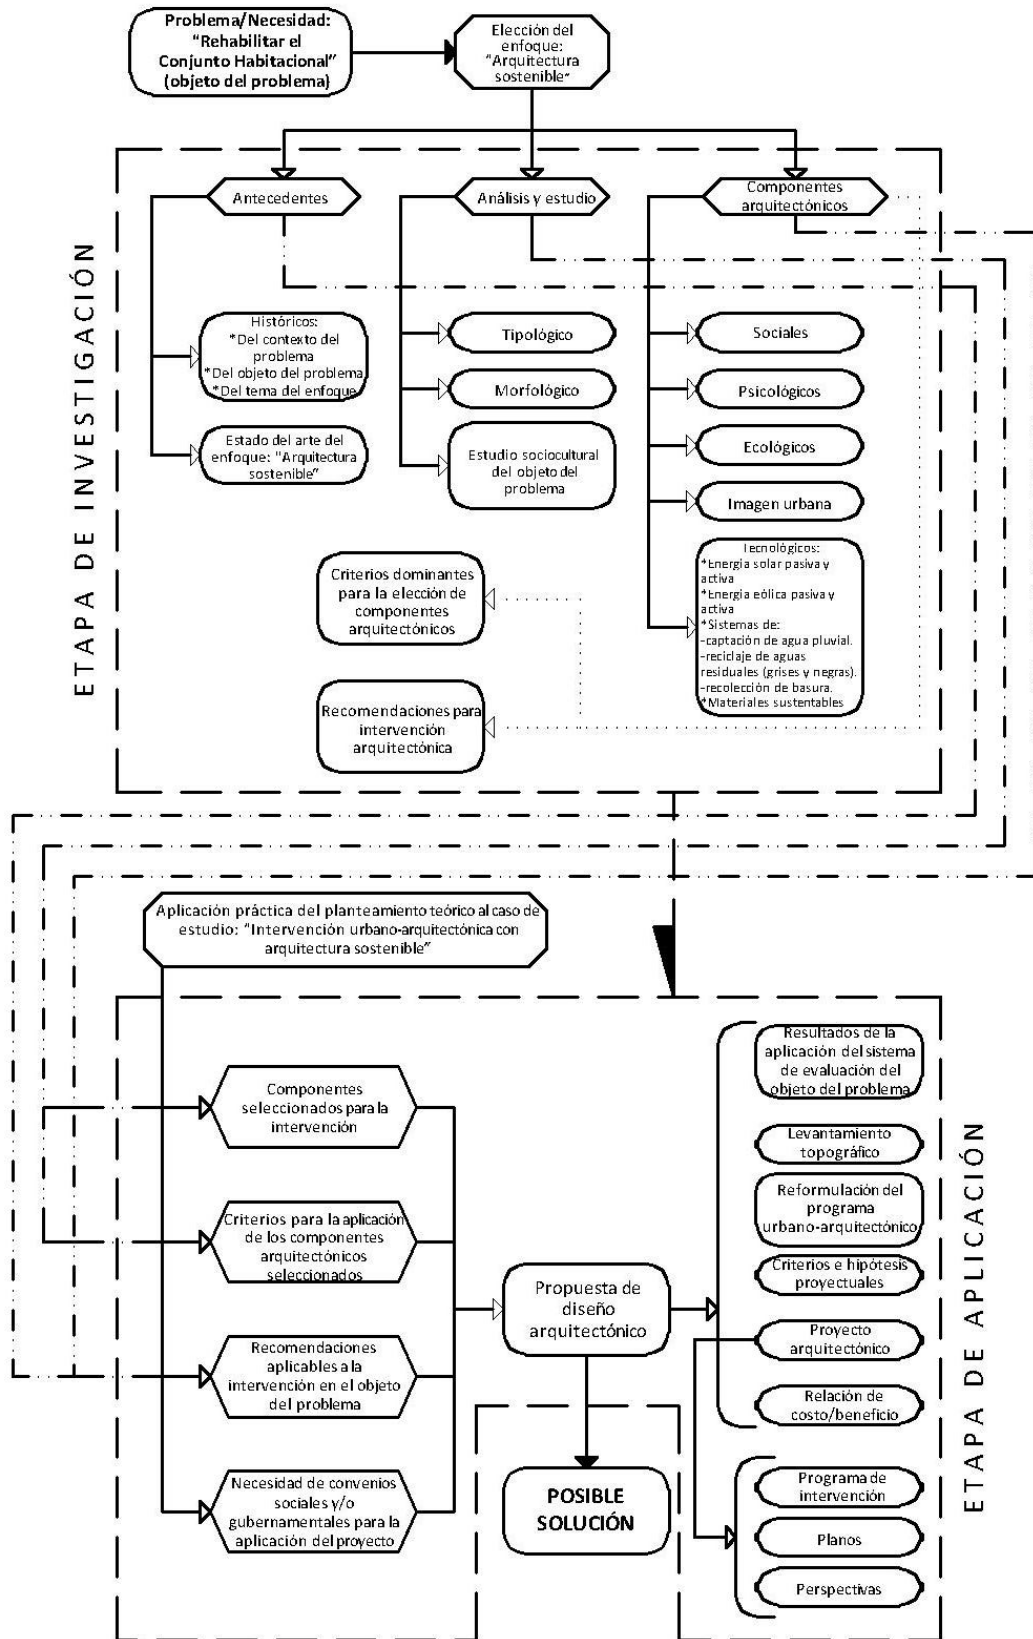 Problema/Necesidad:
"Rehabilitar el
Conjunto Habitacional"
(objeto del problema)
Elección del
enfoque:
"Arquitectura
sostenible"
ETAPA DE INVESTIGACIÓN
Antecedentes
Análisis y estudio
Componentes
arquitectónicos
Históricos:
*Del contexto del
problema
*Del objeto del problema
*Del tema del enfoque
Estado del arte del
enfoque: "Arquitectura
sostenible"
Tipológico
Morfológico
Estudio sociocultural
del objeto del
problema
Sociales
Psicológicos
Ecológicos
Imagen urbana
Tecnológicos:
*Energía solar pasiva y
activa
*Energía eólica pasiva y
activa
*Sistemas de:
-captación de agua pluvial.
-reciclaje de aguas
residuales (grises y negras).
-recolección de basura.
*Materiales sustentables
Criterios dominantes
para la elección de
componentes
arquitectónicos
Recomendaciones para
intervención
arquitectónica
Aplicación práctica del planteamiento teórico al caso de
estudio: "Intervención urbano-arquitectónica con
arquitectura sostenible"
ETAPA DE APLICACIÓN
Componentes
seleccionados para la
intervención
Criterios para la aplicación
de los componentes
arquitectónicos
seleccionados
Recomendaciones
aplicables a la
intervención en el objeto
del problema
Necesidad de convenios
sociales y/o
gubernamentales para la
aplicación del proyecto
Propuesta de
diseño
arquitectónico
POSIBLE
SOLUCIÓN
Resultados de la
aplicación del sistema
de evaluación del
objeto del problema
Levantamiento
topográfico
Reformulación del
programa
urbano-arquitectónico
Criterios e hipótesis
proyectuales
Proyecto
arquitectónico
Relación de
costo/beneficio
Programa de
intervención
Planos
Perspectivas